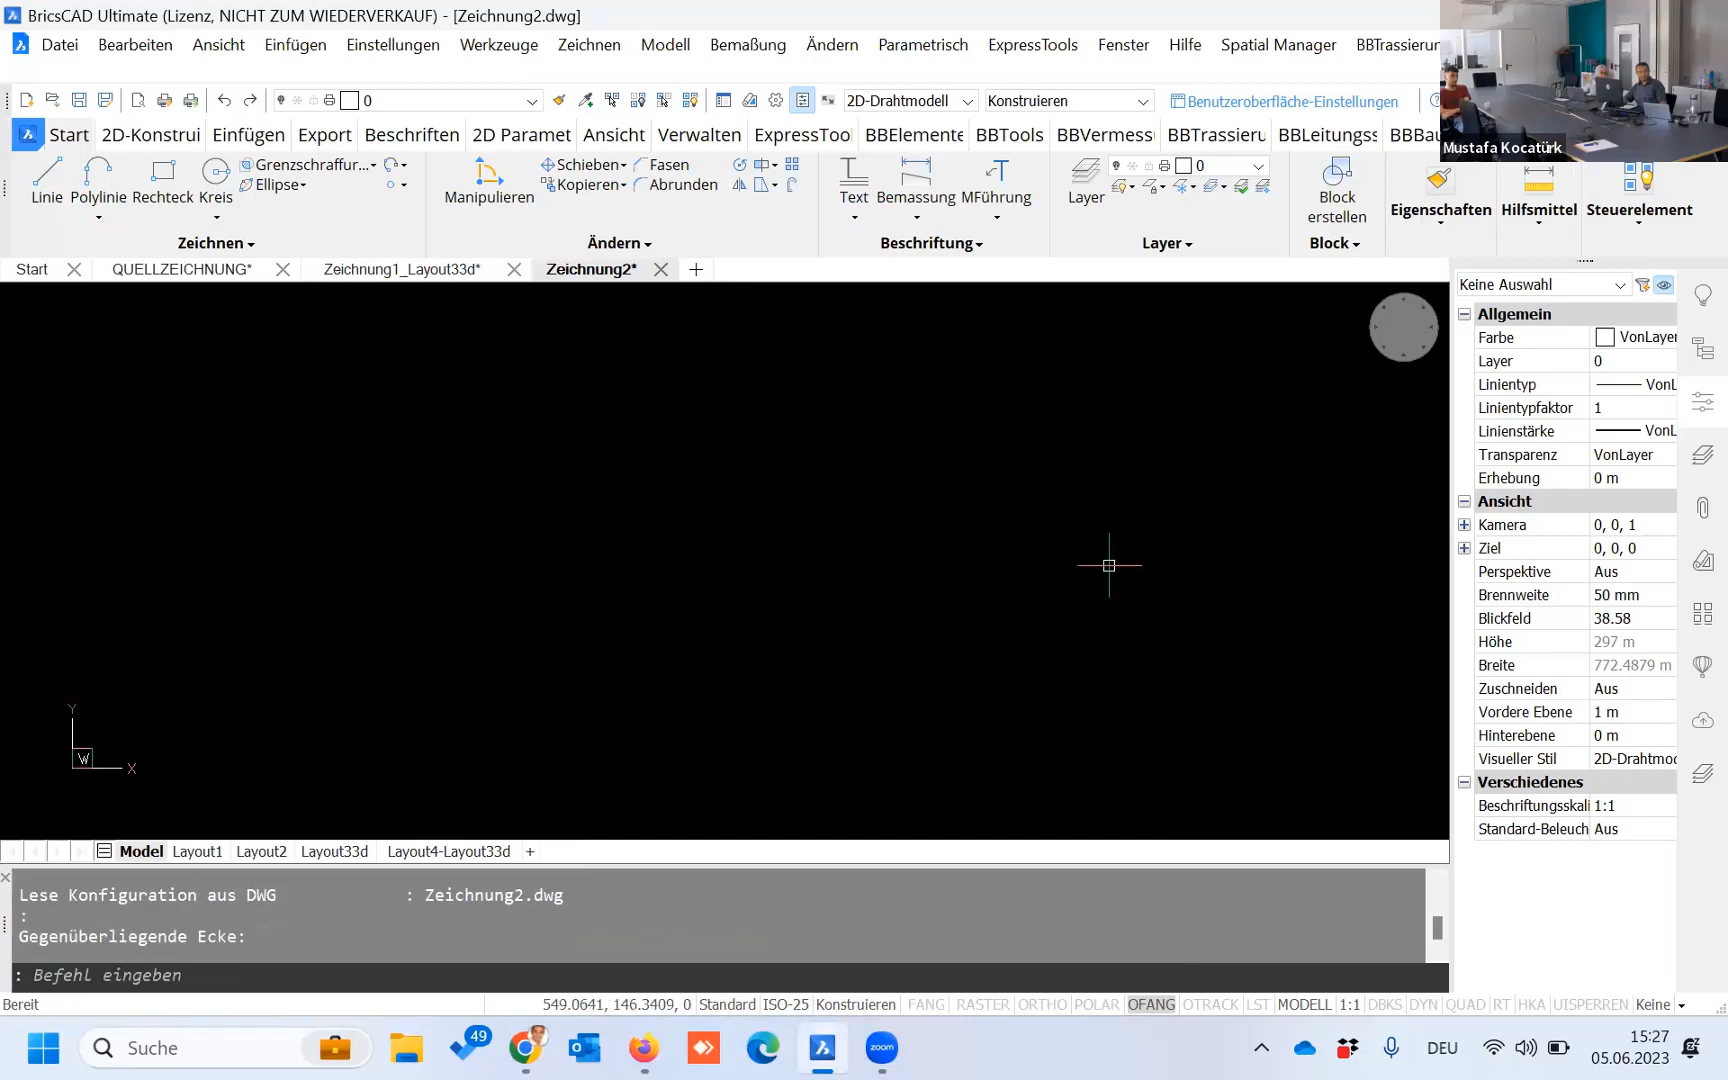 BricsCAD Ultimate (Lizenz, NICHT ZUM WIEDERVERKAUF) - [Zeichnung2.dwg]
Datei Bearbeiten Ansicht Einfügen Einstellungen Werkzeuge Zeichnen Modell Bemaßung Ändern Parametrisch ExpressTools Fenster Hilfe Spatial Manager BBTrassierun
0 2D-Drahtmodell Konstruieren Benutzeroberfläche-Einstellungen
Start 2D-Konstrui Einfügen Export Beschriften 2D Paramet Ansicht Verwalten ExpressToo BBElemente BBTools BBVermess BBTrassieru BBLeitungss BBBau
Mustafa Kocatürk
Linie Polylinie Rechteck Kreis
Grenzschraffur...
Ellipse
Manipulieren
Schieben Fasen
Kopieren Abrunden
Text Bemassung MFührung
Layer 0
Block erstellen
Eigenschaften Hilfsmittel Steuerelement
Zeichnen Ändern Beschriftung Layer Block
Start QUELLZEICHNUNG* Zeichnung1_Layout33d* Zeichnung2* +
Keine Auswahl
Allgemein
Farbe VonLayer
Layer 0
Linientyp VonL
Linientypfaktor 1
Linienstärke VonL
Transparenz VonLayer
Erhebung 0 m
Ansicht
Kamera 0, 0, 1
Ziel 0, 0, 0
Perspektive Aus
Brennweite 50 mm
Blickfeld 38.58
Höhe 297 m
Breite 772.4879 m
Zuschneiden Aus
Vordere Ebene 1 m
Hinterebene 0 m
Visueller Stil 2D-Drahtmod
Verschiedenes
Beschriftungsskali 1:1
Standard-Beleuch Aus
Y
W
X
Model Layout1 Layout2 Layout33d Layout4-Layout33d +
Lese Konfiguration aus DWG : Zeichnung2.dwg
:
Gegenüberliegende Ecke:
: Befehl eingeben
Bereit 549.0641, 146.3409, 0 Standard ISO-25 Konstruieren FANG RASTER ORTHO POLAR OFANG OTRACK LST MODELL 1:1 DBKS DYN QUAD RT HKA UISPERREN Keine
Suche 49 zoom DEU 15:27
05.06.2023